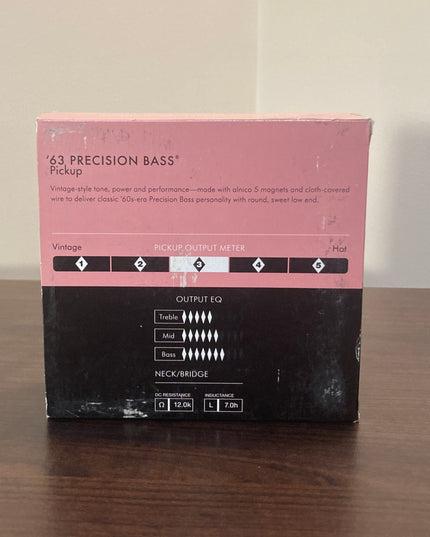 '63 PRECISION BASS®
Pickup
Vintage-style tone, power and performance—made with alnico 5 magnets and cloth-covered
wire to deliver classic '60s-era Precision Bass personality with round, sweet low end.
Vintage PICKUP OUTPUT METER Hot
1 2 3 4 5
OUTPUT EQ
Treble
Mid
Bass
NECK/BRIDGE
DC RESISTANCE INDUCTANCE
Ω 12.0k L 7.0h